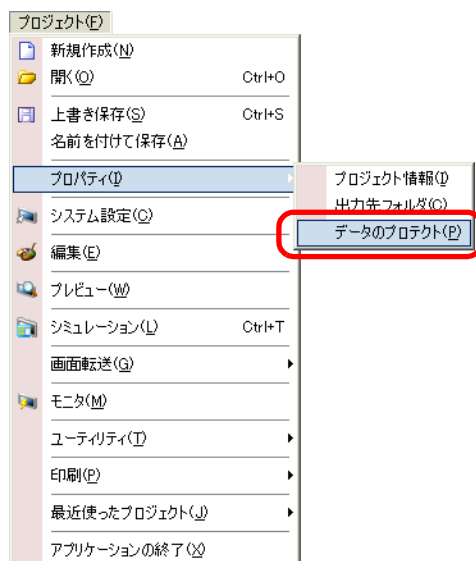 プロジェクト(F)
新規作成(N)
開く(O) Ctrl+O
上書き保存(S) Ctrl+S
名前を付けて保存(A)
プロパティ(I)
プロジェクト情報(I)
出力先フォルダ(C)
データのプロテクト(P)
システム設定(C)
編集(E)
プレビュー(W)
シミュレーション(L) Ctrl+T
画面転送(G)
モニタ(M)
ユーティリティ(T)
印刷(P)
最近使ったプロジェクト(J)
アプリケーションの終了(X)